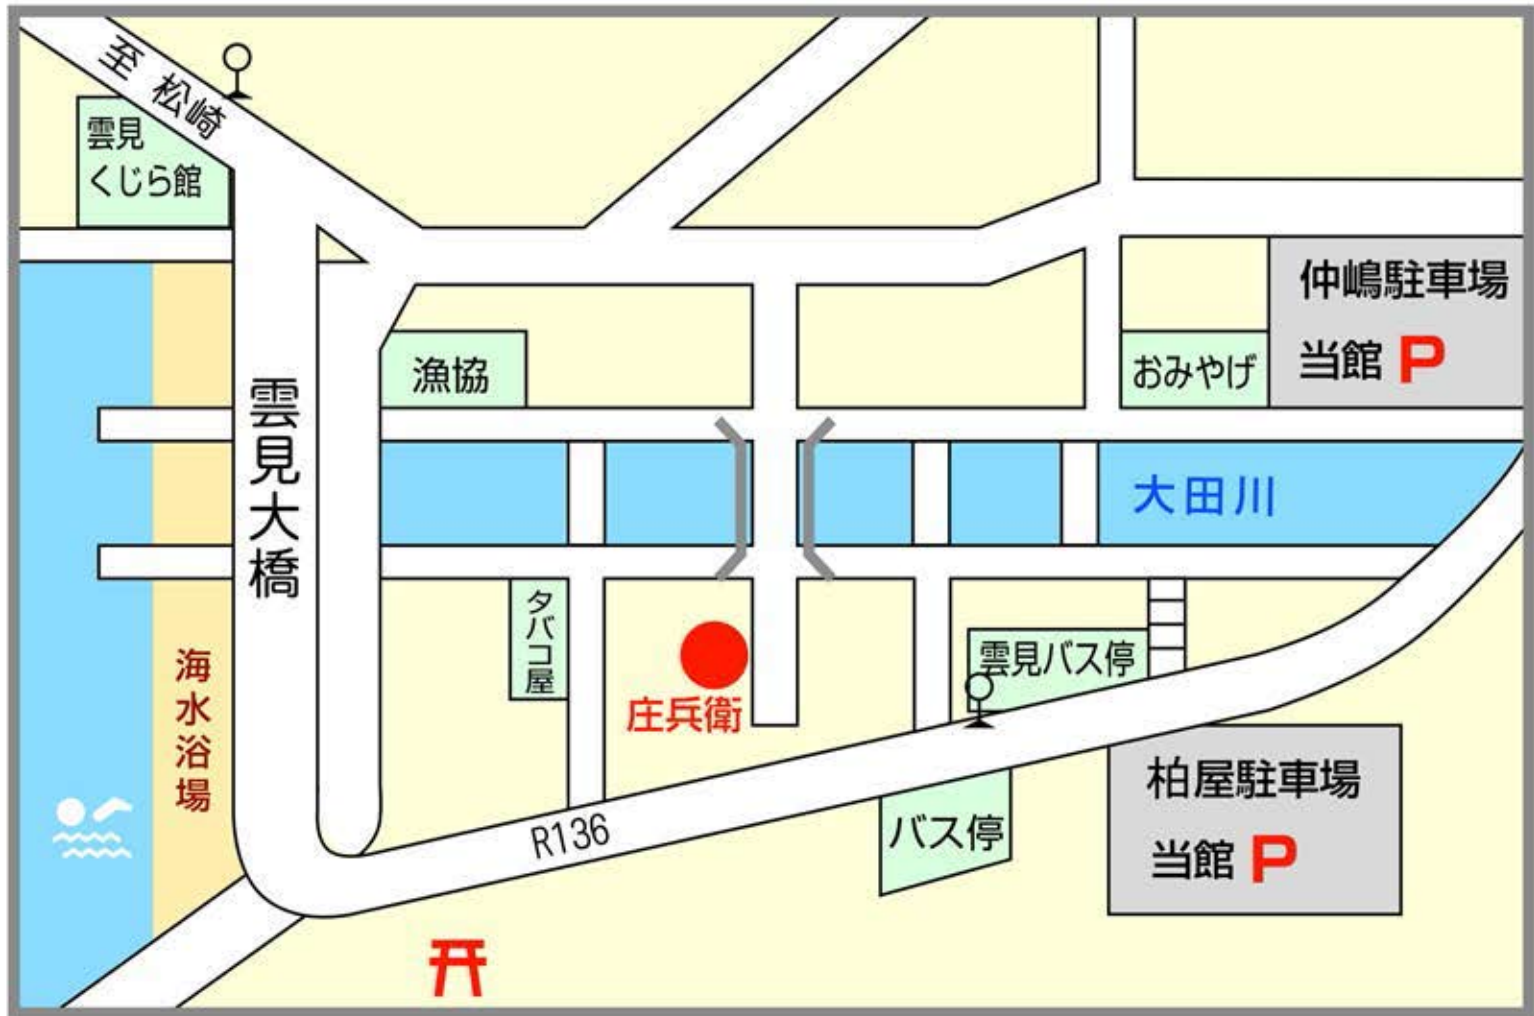 至 松崎
雲見
くじら館
仲嶋駐車場
当館 P
漁協
おみやげ
雲見大橋
大田川
タバコ屋
海水浴場
庄兵衛
雲見バス停
柏屋駐車場
当館 P
R136
バス停